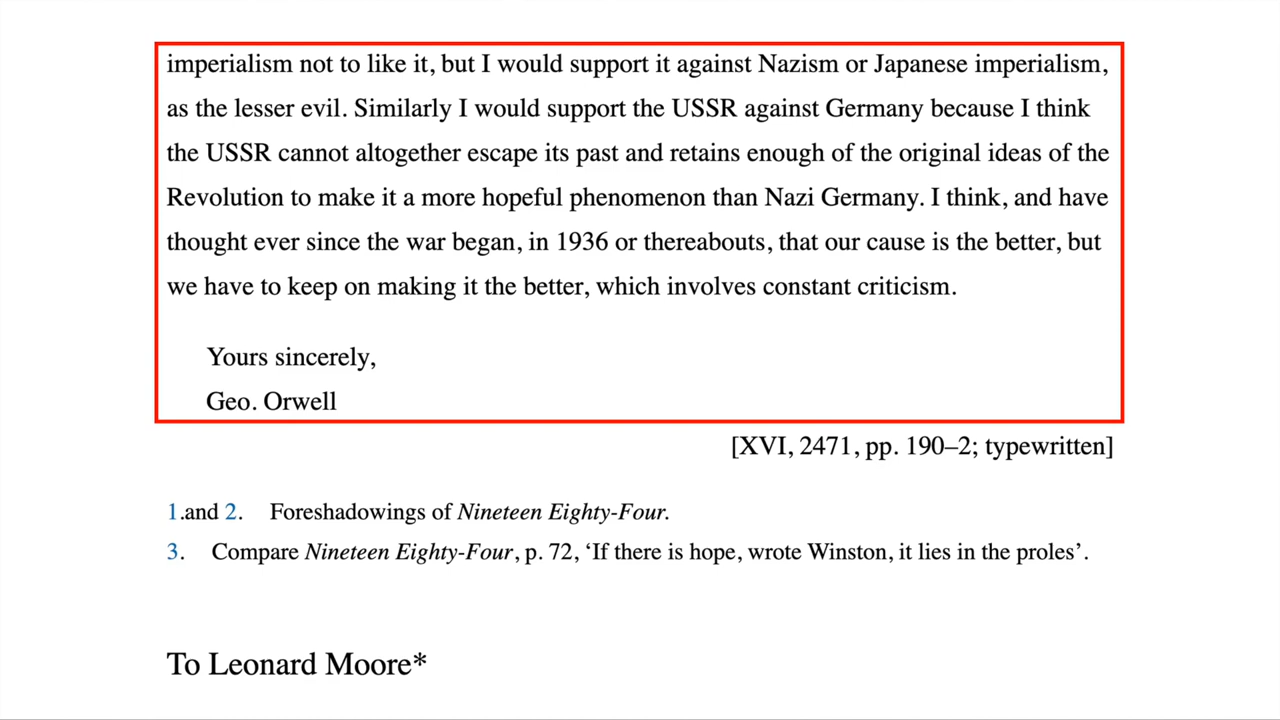 imperialism not to like it, but I would support it against Nazism or Japanese imperialism,
as the lesser evil. Similarly I would support the USSR against Germany because I think
the USSR cannot altogether escape its past and retains enough of the original ideas of the
Revolution to make it a more hopeful phenomenon than Nazi Germany. I think, and have
thought ever since the war began, in 1936 or thereabouts, that our cause is the better, but
we have to keep on making it the better, which involves constant criticism.
Yours sincerely,
Geo. Orwell
[XVI, 2471, pp. 190–2; typewritten]
1.and 2. Foreshadowings of Nineteen Eighty-Four.
3. Compare Nineteen Eighty-Four, p. 72, ‘If there is hope, wrote Winston, it lies in the proles’.
To Leonard Moore*